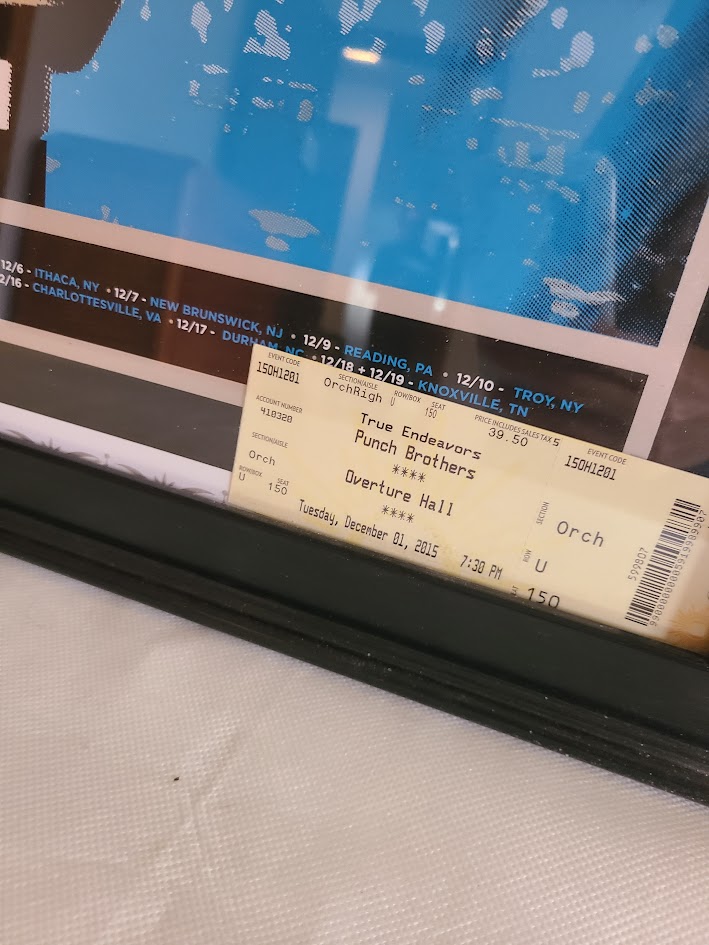 12/6 - ITHACA, NY • 12/7 - NEW BRUNSWICK, NJ • 12/9 - READING, PA • 12/10 - TROY, NY
2/16 - CHARLOTTESVILLE, VA • 12/17 - DURHAM, NC • 12/18 + 12/19 - KNOXVILLE, TN
EVENT CODE
15OH1201
ACCOUNT NUMBER
410320
SECTION/AISLE
Orch
ROW/BOX SEAT
U 150
SECTION/AISLE ROW/BOX SEAT PRICE INCLUDES SALES TAX
OrchRigh U 150 39.50
True Endeavors
Punch Brothers
****
Overture Hall
****
Tuesday, December 01, 2015 7:30 PM
EVENT CODE
15OH1201
SECTION Orch
ROW U
150
599807